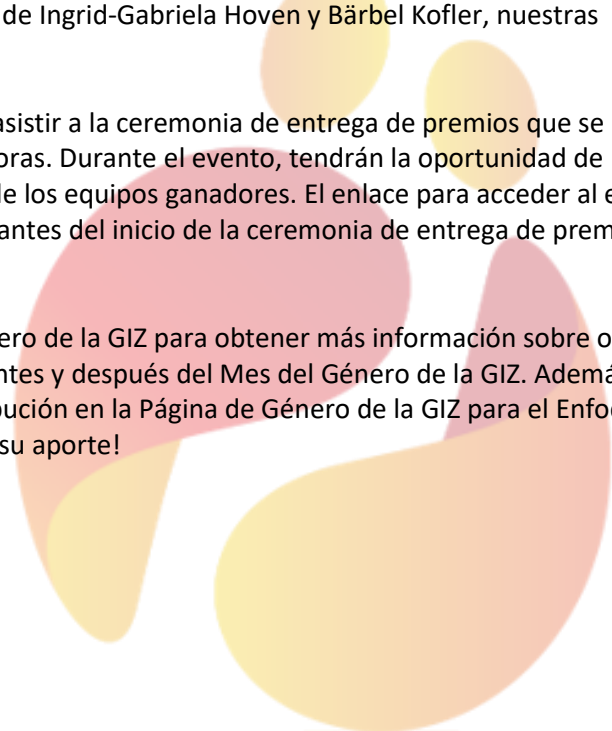 de Ingrid-Gabriela Hoven y Bärbel Kofler, nuestras
asistir a la ceremonia de entrega de premios que se
oras. Durante el evento, tendrán la oportunidad de
de los equipos ganadores. El enlace para acceder al e
antes del inicio de la ceremonia de entrega de prem
ero de la GIZ para obtener más información sobre o
ntes y después del Mes del Género de la GIZ. Ademá
bución en la Página de Género de la GIZ para el Enfo
su aporte!